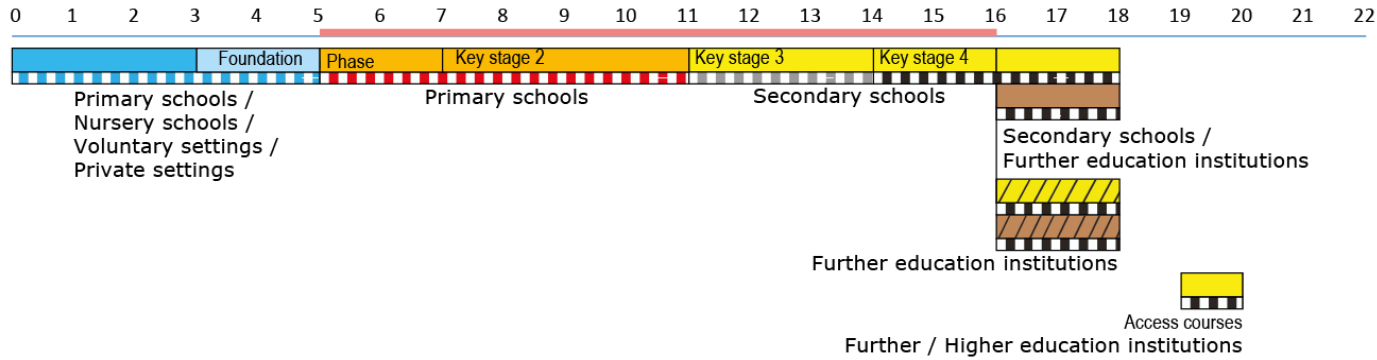 0 1 2 3 4 5 6 7 8 9 10 11 12 13 14 15 16 17 18 19 20 21 22
Foundation Phase Key stage 2 Key stage 3 Key stage 4
Primary schools /
Nursery schools /
Voluntary settings /
Private settings
Primary schools
Secondary schools
Secondary schools /
Further education institutions
Further education institutions
Access courses
Further / Higher education institutions